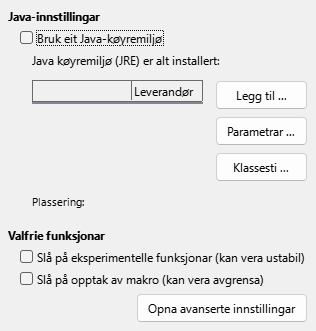 Java-innstillingar
Bruk eit Java-køyremiljø
Java køyremiljø (JRE) er alt installert:
Leverandør
Legg til ...
Parametrar ...
Klassesti ...
Plassering:
Valfrie funksjonar
Slå på eksperimentelle funksjonar (kan vera ustabil)
Slå på opptak av makro (kan vera avgrensa)
Opna avanserte innstillingar